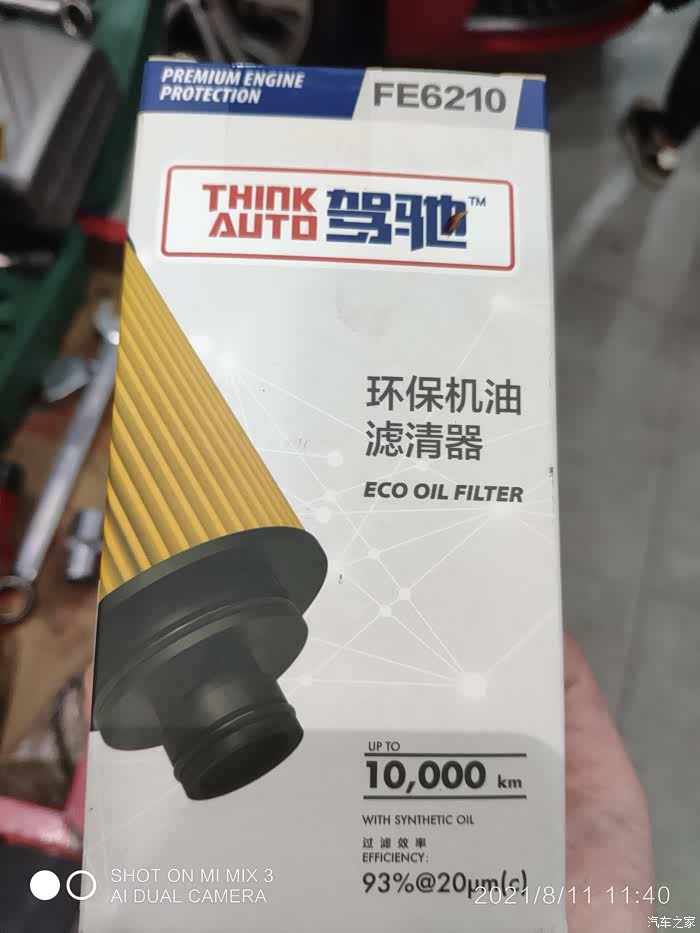 PREMIUM ENGINE
PROTECTION
FE6210
THINK
AUTO
驾驰™
环保机油
滤清器
ECO OIL FILTER
UP TO
10,000 km
WITH SYNTHETIC OIL
过滤效率
EFFICIENCY:
93%@20μm(c)
SHOT ON MI MIX 3
AI DUAL CAMERA
2021/8/11 11:40
汽车之家